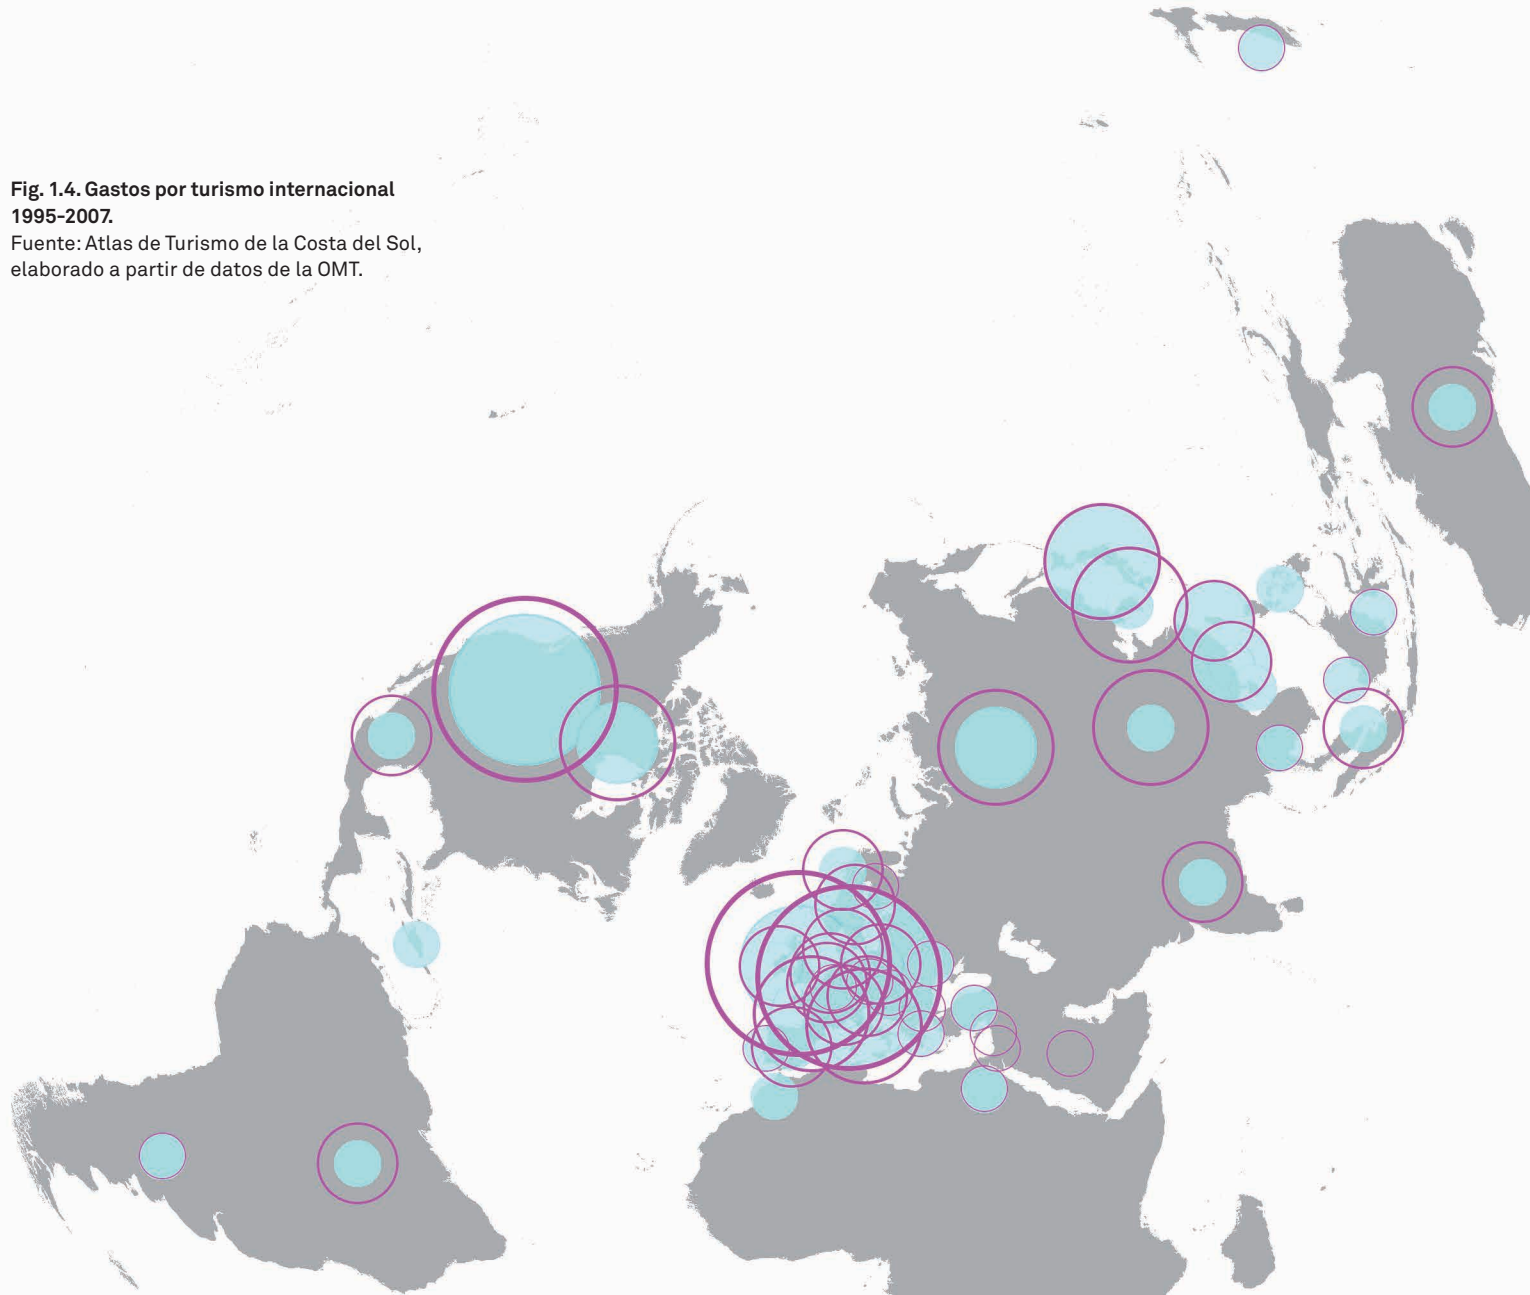 Fig. 1.4. Gastos por turismo internacional
1995-2007.
Fuente: Atlas de Turismo de la Costa del Sol,
elaborado a partir de datos de la OMT.